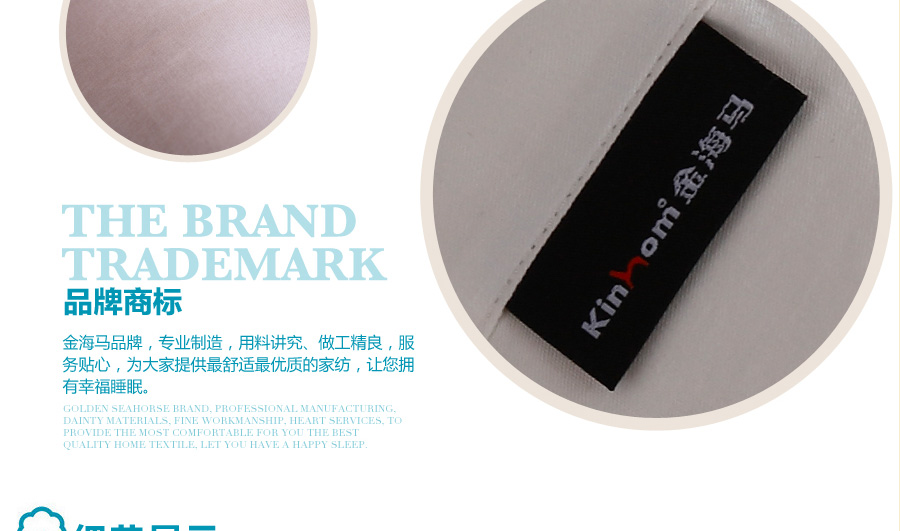 Kinhom 金海马
THE BRAND
TRADEMARK
品牌商标
金海马品牌，专业制造，用料讲究、做工精良，服
务贴心，为大家提供最舒适最优质的家纺，让您拥
有幸福睡眠。
GOLDEN SEAHORSE BRAND, PROFESSIONAL MANUFACTURING,
DAINTY MATERIALS, FINE WORKMANSHIP, HEART SERVICES, TO
PROVIDE THE MOST COMFORTABLE FOR YOU THE BEST
QUALITY HOME TEXTILE, LET YOU HAVE A HAPPY SLEEP.